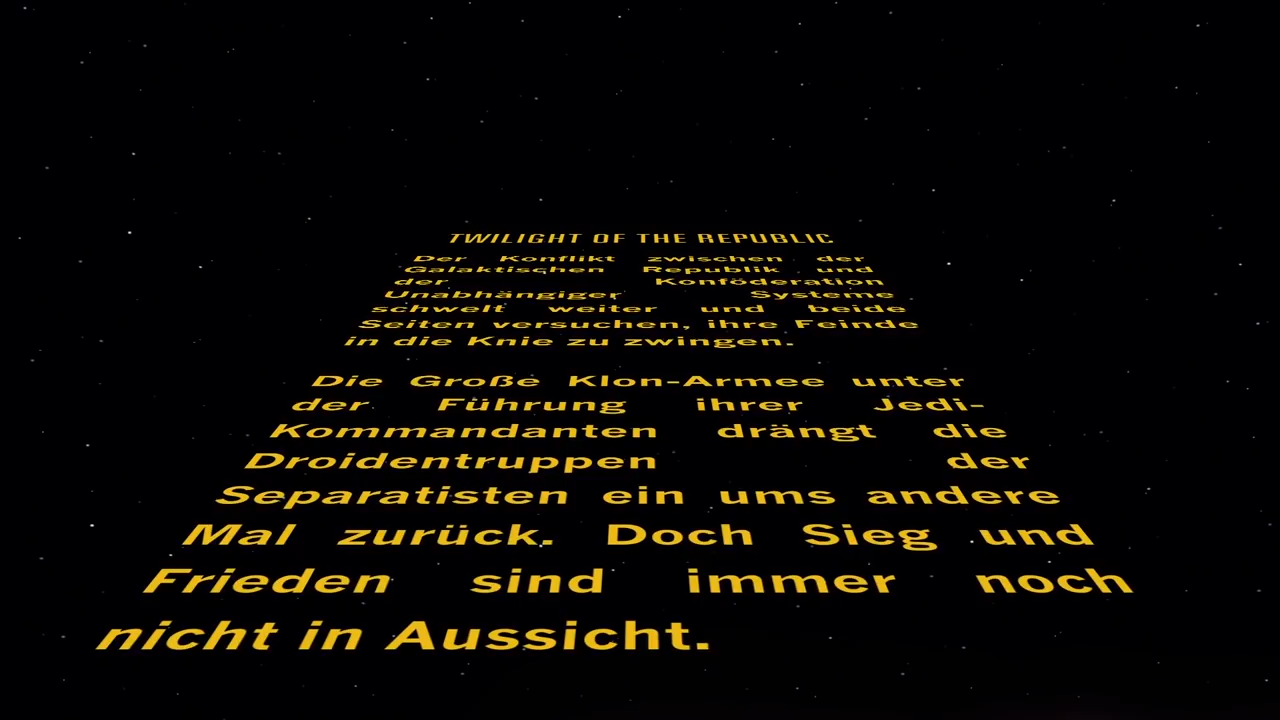 TWILIGHT OF THE REPUBLIC
Der Konflikt zwischen der
Galaktischen Republik und
der Konföderation
Unabhängiger Systeme
schwelt weiter und beide
Seiten versuchen, ihre Feinde
in die Knie zu zwingen.
Die Große Klon-Armee unter
der Führung ihrer Jedi-
Kommandanten drängt die
Droidentruppen der
Separatisten ein ums andere
Mal zurück. Doch Sieg und
Frieden sind immer noch
nicht in Aussicht.